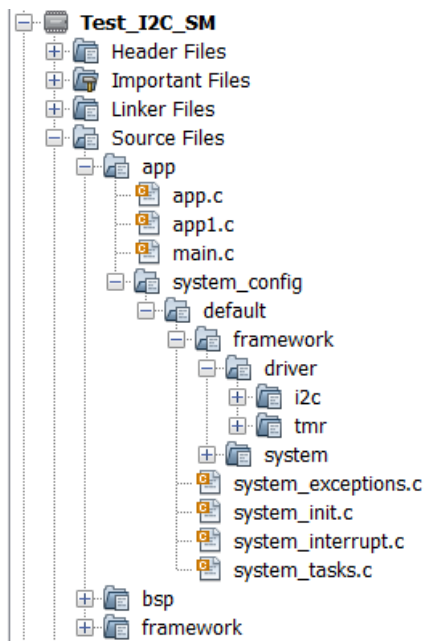 Test_I2C_SM
Header Files
Important Files
Linker Files
Source Files
app
app.c
app1.c
main.c
system_config
default
framework
driver
i2c
tmr
system
system_exceptions.c
system_init.c
system_interrupt.c
system_tasks.c
bsp
framework